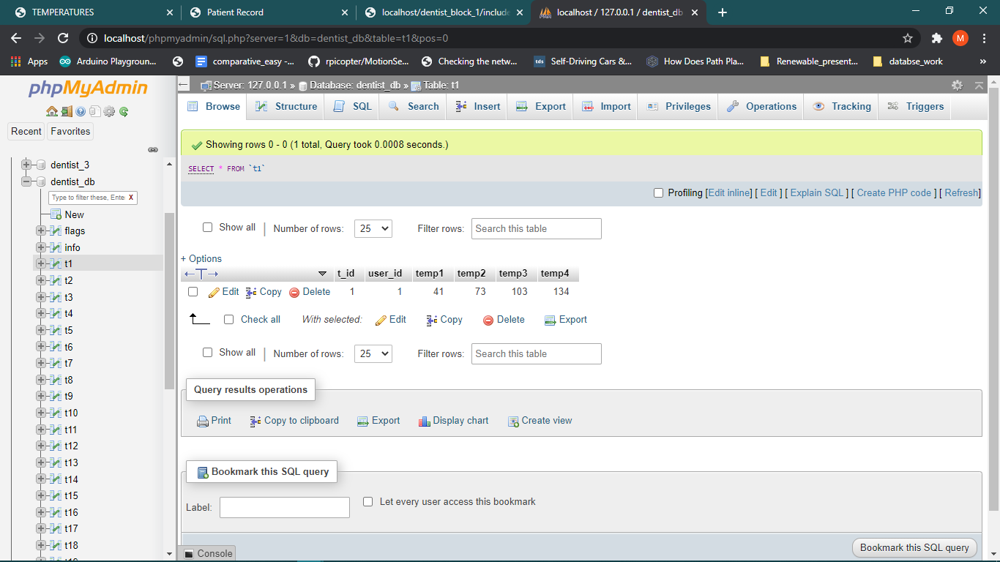 TEMPERATURES
Patient Record
localhost/dentist_block_1/include
localhost / 127.0.0.1 / dentist_db
localhost/phpmyadmin/sql.php?server=1&db=dentist_db&table=t1&pos=0
M
Apps
Arduino Playgroun...
comparative_easy -...
rpicopter/MotionSe...
Checking the netw...
tds
Self-Driving Cars &...
How Does Path Pla...
Renewable_present...
databse_work
»
phpMyAdmin
Recent
Favorites
dentist_3
dentist_db
Type to filter these, Ente X
New
flags
info
t1
t2
t3
t4
t5
t6
t7
t8
t9
t10
t11
t12
t13
t14
t15
t16
t17
t18
Server: 127.0.0.1 » Database: dentist_db » Table: t1
Browse Structure SQL Search Insert Export Import Privileges Operations Tracking Triggers
Showing rows 0 - 0 (1 total, Query took 0.0008 seconds.)
SELECT * FROM `t1`
Profiling [Edit inline] [ Edit ] [ Explain SQL ] [ Create PHP code ] [ Refresh]
Show all | Number of rows: 25 Filter rows: Search this table
+ Options
t_id user_id temp1 temp2 temp3 temp4
Edit Copy Delete 1 1 41 73 103 134
Check all With selected: Edit Copy Delete Export
Show all | Number of rows: 25 Filter rows: Search this table
Query results operations
Print Copy to clipboard Export Display chart Create view
Bookmark this SQL query
Label: Let every user access this bookmark
Console
Bookmark this SQL query